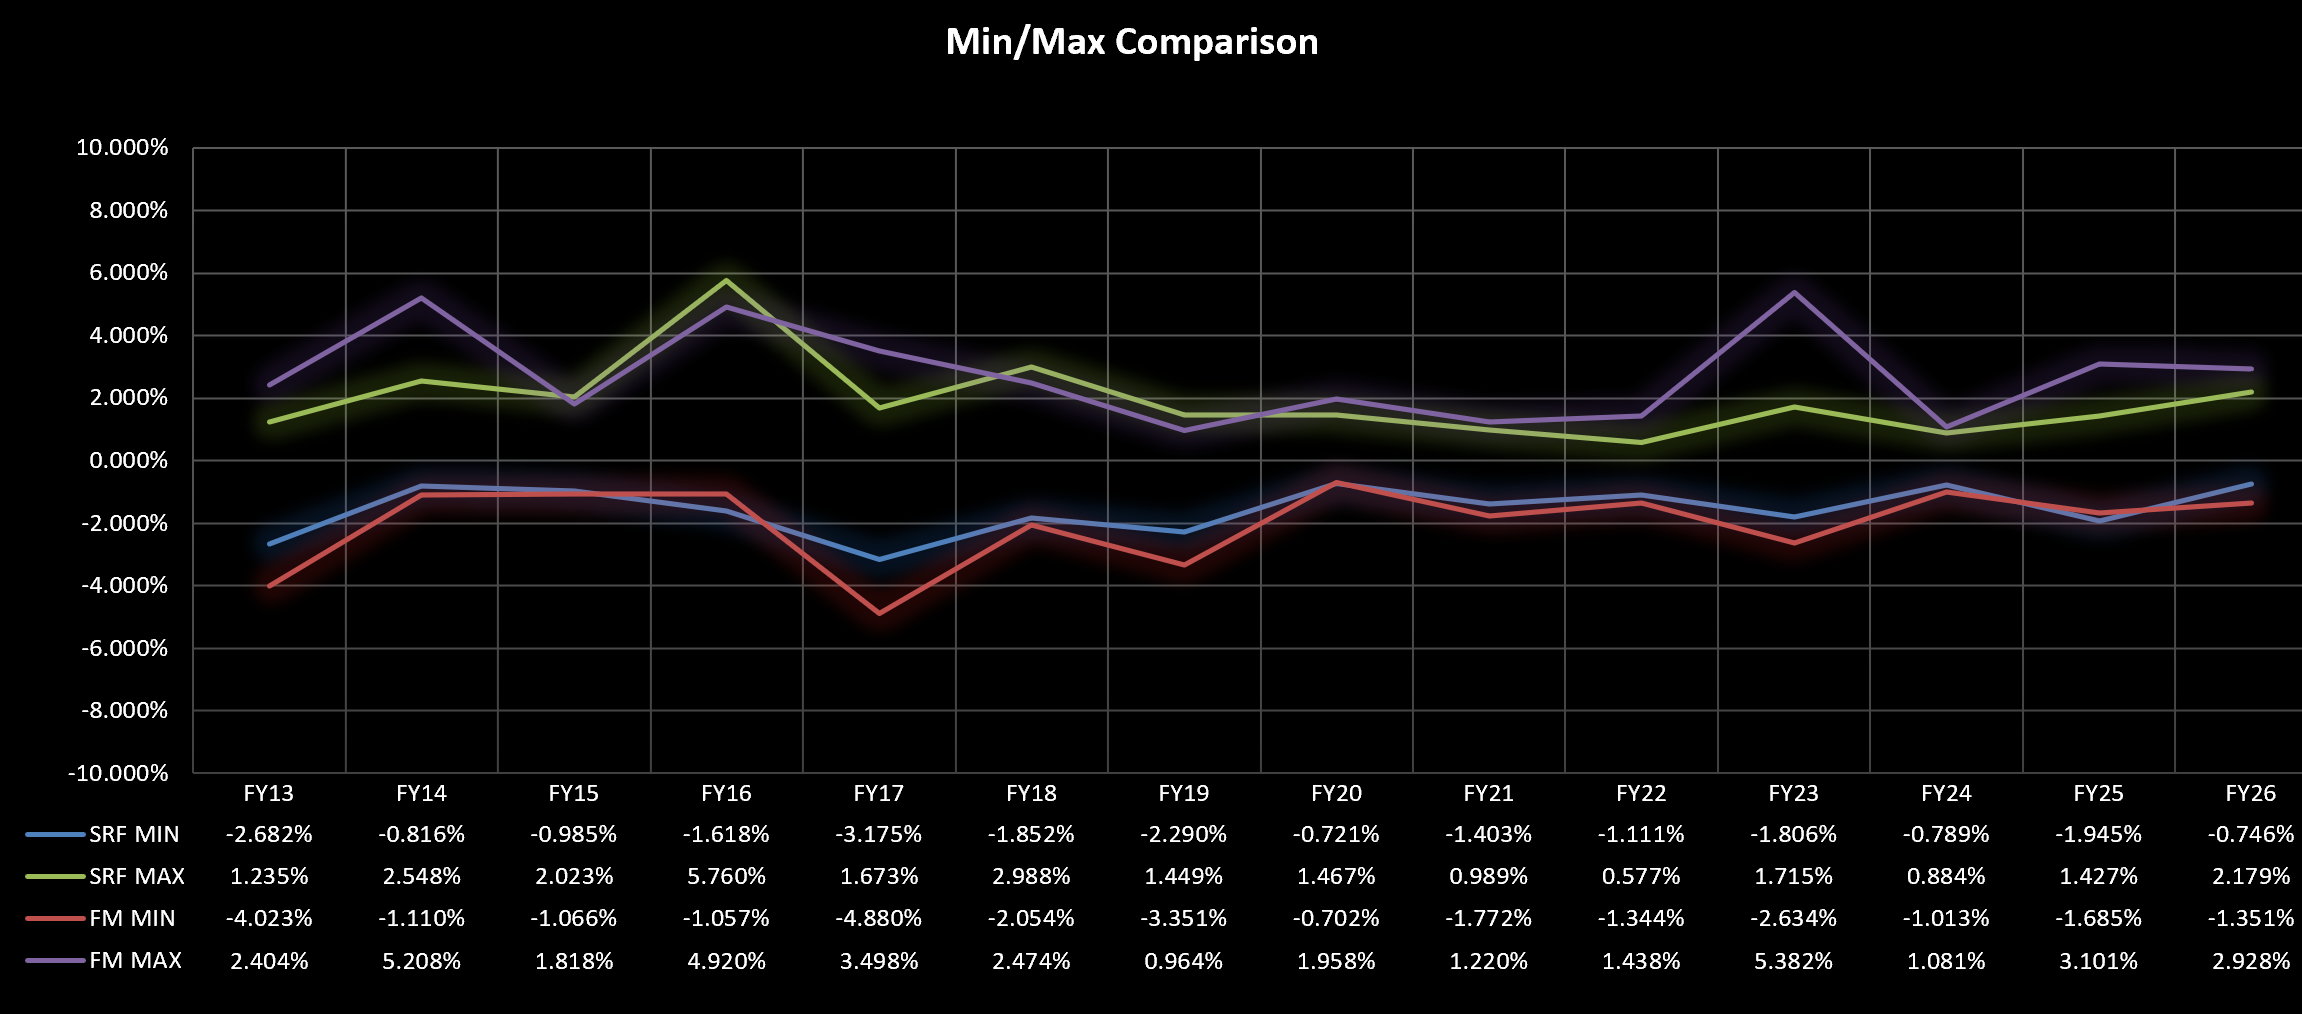 Min/Max Comparison
10.000%
8.000%
6.000%
4.000%
2.000%
0.000%
-2.000%
-4.000%
-6.000%
-8.000%
-10.000%
FY13 FY14 FY15 FY16 FY17 FY18 FY19 FY20 FY21 FY22 FY23 FY24 FY25 FY26
SRF MIN -2.682% -0.816% -0.985% -1.618% -3.175% -1.852% -2.290% -0.721% -1.403% -1.111% -1.806% -0.789% -1.945% -0.746%
SRF MAX 1.235% 2.548% 2.023% 5.760% 1.673% 2.988% 1.449% 1.467% 0.989% 0.577% 1.715% 0.884% 1.427% 2.179%
FM MIN -4.023% -1.110% -1.066% -1.057% -4.880% -2.054% -3.351% -0.702% -1.772% -1.344% -2.634% -1.013% -1.685% -1.351%
FM MAX 2.404% 5.208% 1.818% 4.920% 3.498% 2.474% 0.964% 1.958% 1.220% 1.438% 5.382% 1.081% 3.101% 2.928%